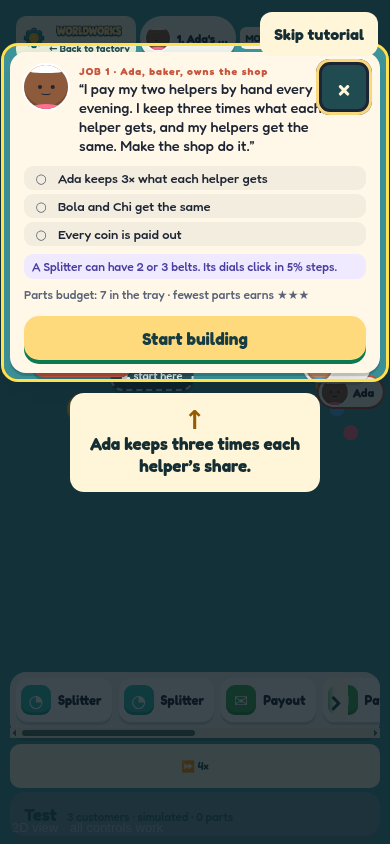 WORLDWORKS
1. Ada's ...
Skip tutorial
← Back to factory
JOB 1 · Ada, baker, owns the shop
“I pay my two helpers by hand every
evening. I keep three times what each
helper gets, and my helpers get the
same. Make the shop do it.”
×
Ada keeps 3× what each helper gets
Bola and Chi get the same
Every coin is paid out
A Splitter can have 2 or 3 belts. Its dials click in 5% steps.
Parts budget: 7 in the tray · fewest parts earns ★★★
Start building
start here
Ada
↑
Ada keeps three times each
helper’s share.
Splitter
Splitter
Payout
⏩ 4x
Test 3 customers · simulated · 0 parts
2D view · all controls work